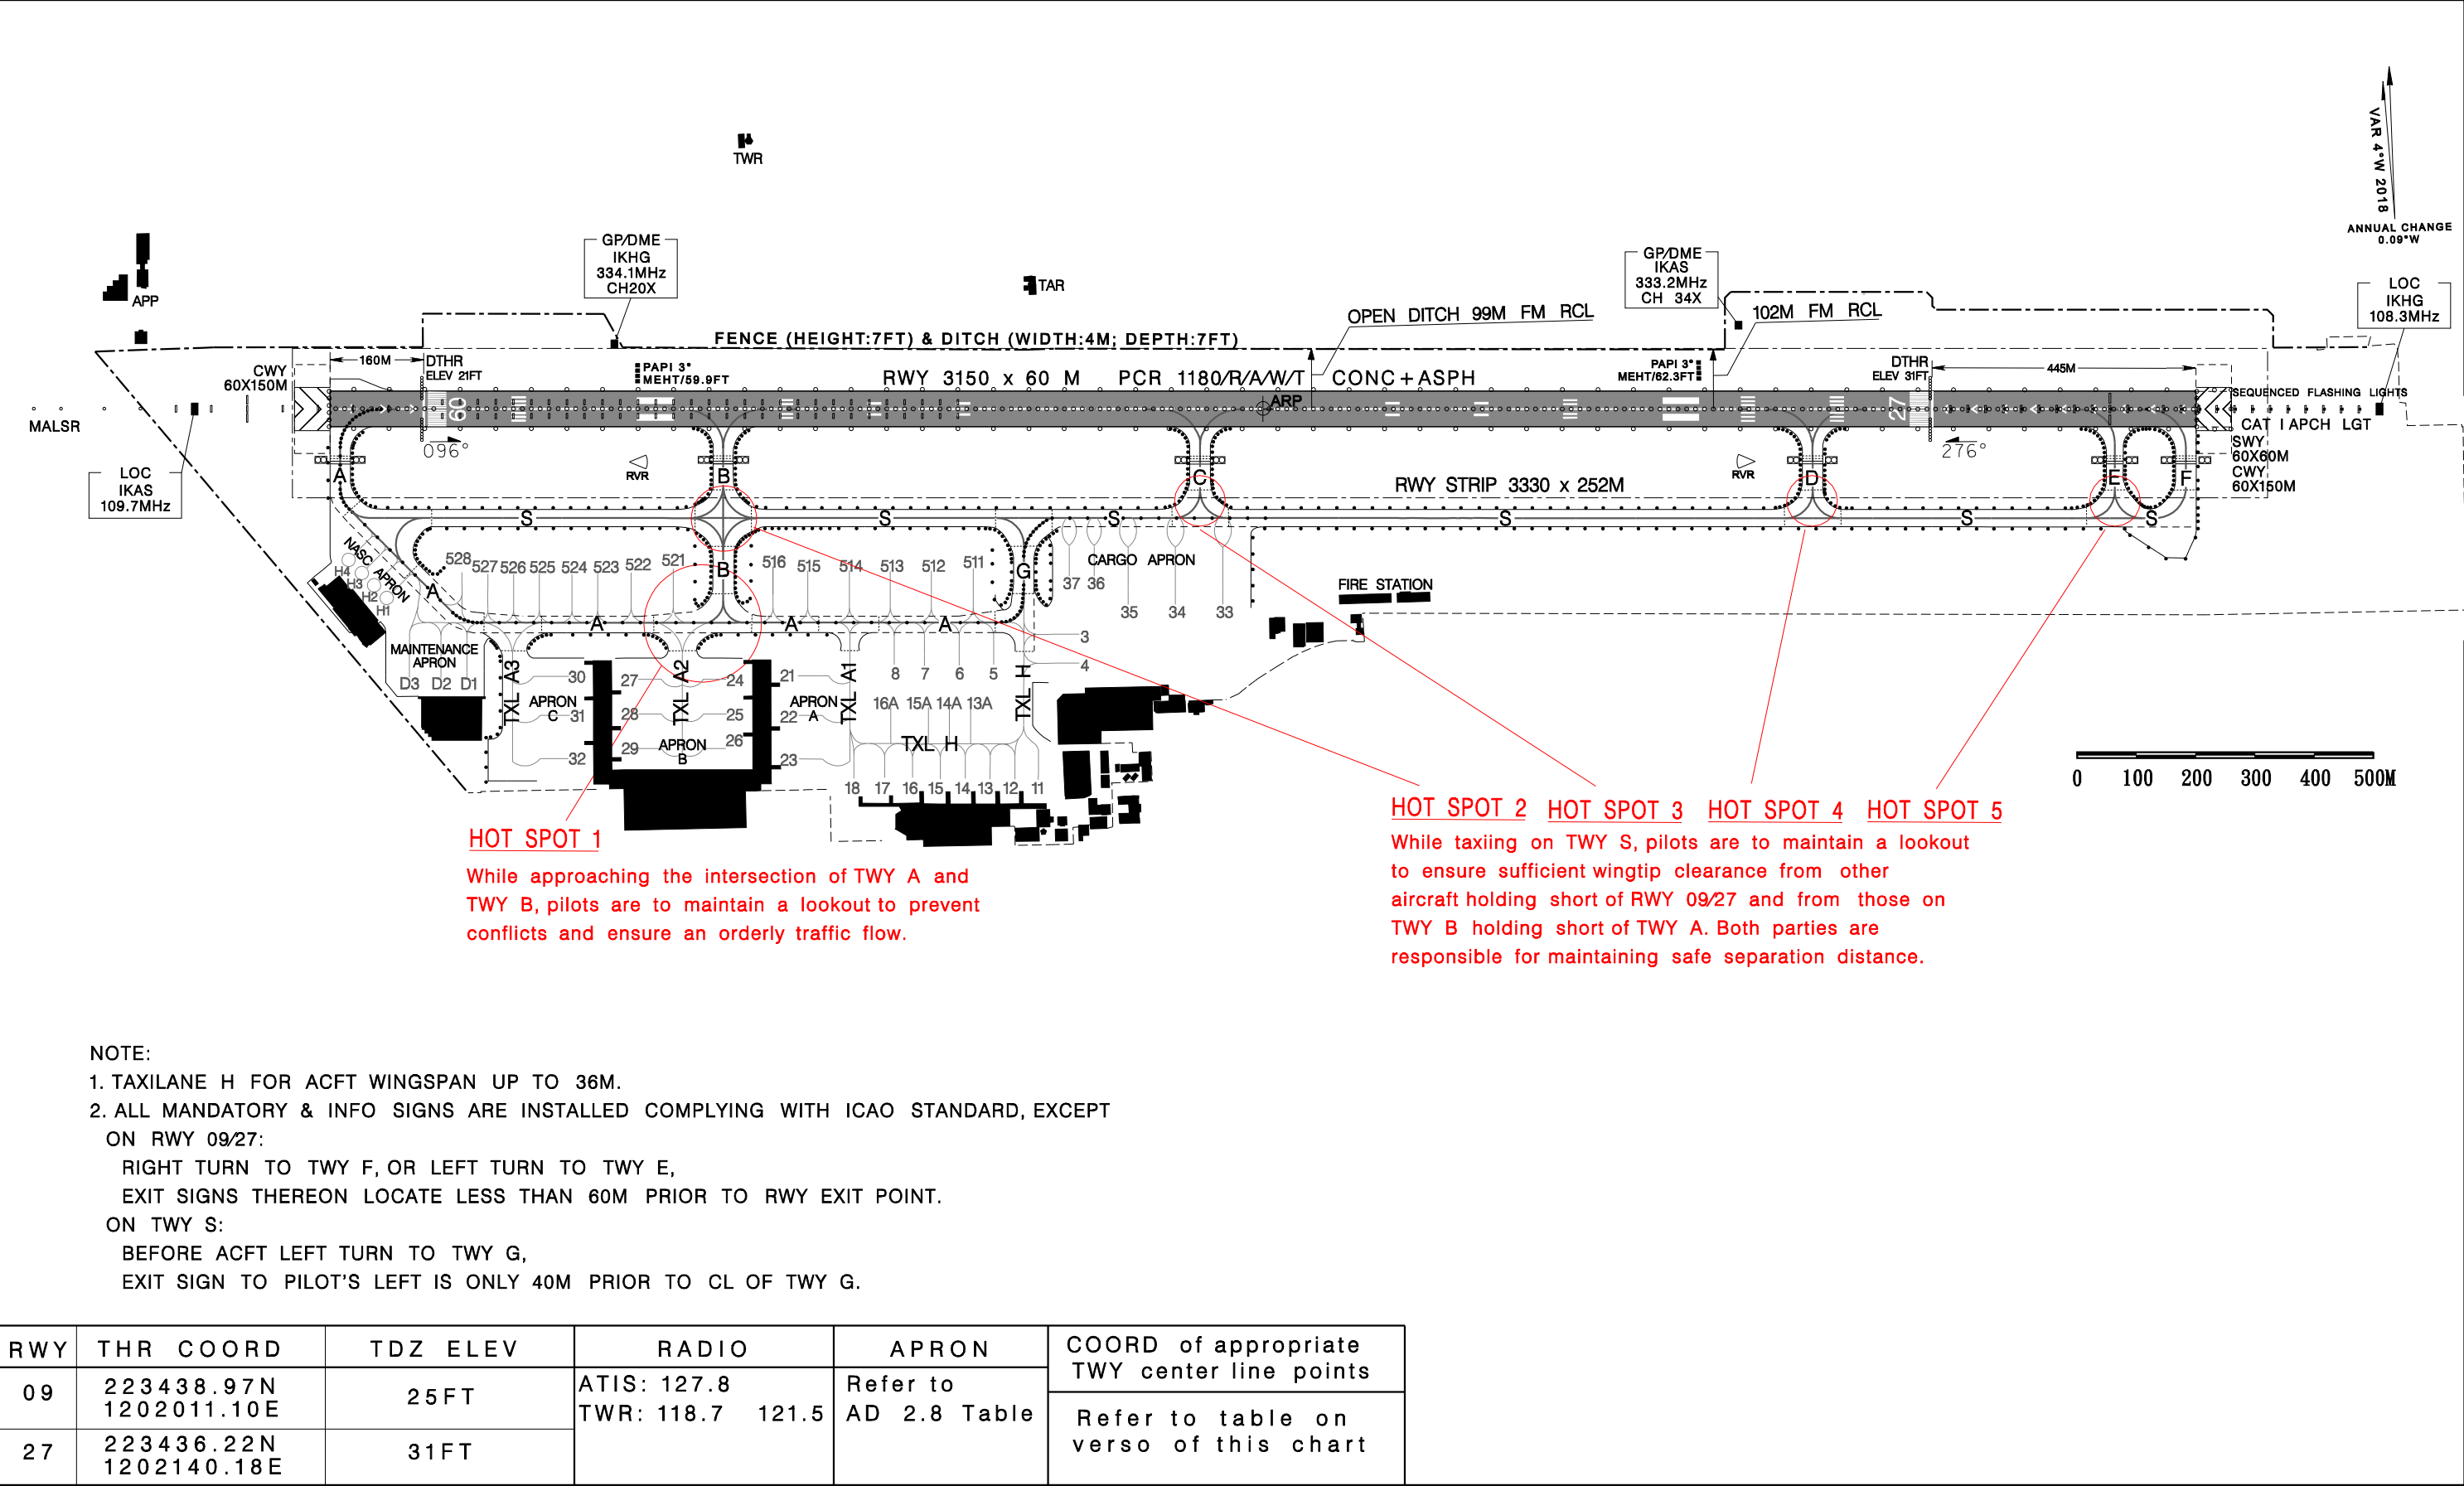 VAR 4°W 2018
ANNUAL CHANGE
0.09°W
TWR
APP
TAR
GP/DME
IKHG
334.1MHz
CH20X
GP/DME
IKAS
333.2MHz
CH 34X
LOC
IKHG
108.3MHz
OPEN DITCH 99M FM RCL
102M FM RCL
FENCE (HEIGHT:7FT) & DITCH (WIDTH:4M; DEPTH:7FT)
160M
DTHR
ELEV 21FT
CWY
60X150M
PAPI 3°
MEHT/59.9FT
RWY 3150 x 60 M PCR 1180/R/A/W/T CONC+ASPH
PAPI 3°
MEHT/62.3FT
DTHR
ELEV 31FT
445M
SEQUENCED FLASHING LIGHTS
MALSR
09
ARP
27
CAT I APCH LGT
SWY
60X60M
CWY
60X150M
096°
276°
LOC
IKAS
109.7MHz
RVR
RVR
RWY STRIP 3330 x 252M
A
B
C
D
E
F
S
S
S
S
S
S
NASC APRON
H4
H3
H2
H1
528
527
526
525
524
523
522
521
B
516
515
514
513
512
511
G
CARGO APRON
37
36
35
34
33
FIRE STATION
A
A
A
A
3
4
MAINTENANCE
APRON
D3
D2
D1
TXL A3
30
APRON
C
31
32
27
28
29
TXL A2
APRON
B
24
25
26
21
APRON
A
22
23
TXL A1
8
7
6
5
16A
15A
14A
13A
TXL H
TXL H
18
17
16
15
14
13
12
11
0 100 200 300 400 500M
HOT SPOT 1
While approaching the intersection of TWY A and
TWY B, pilots are to maintain a lookout to prevent
conflicts and ensure an orderly traffic flow.
HOT SPOT 2 HOT SPOT 3 HOT SPOT 4 HOT SPOT 5
While taxiing on TWY S, pilots are to maintain a lookout
to ensure sufficient wingtip clearance from other
aircraft holding short of RWY 09/27 and from those on
TWY B holding short of TWY A. Both parties are
responsible for maintaining safe separation distance.
NOTE:
1. TAXILANE H FOR ACFT WINGSPAN UP TO 36M.
2. ALL MANDATORY & INFO SIGNS ARE INSTALLED COMPLYING WITH ICAO STANDARD, EXCEPT
ON RWY 09/27:
RIGHT TURN TO TWY F, OR LEFT TURN TO TWY E,
EXIT SIGNS THEREON LOCATE LESS THAN 60M PRIOR TO RWY EXIT POINT.
ON TWY S:
BEFORE ACFT LEFT TURN TO TWY G,
EXIT SIGN TO PILOT'S LEFT IS ONLY 40M PRIOR TO CL OF TWY G.
RWY THR COORD TDZ ELEV RADIO APRON COORD of appropriate
TWY center line points
09 223438.97N
1202011.10E
25FT
ATIS: 127.8
TWR: 118.7 121.5
Refer to
AD 2.8 Table
Refer to table on
verso of this chart
27 223436.22N
1202140.18E
31FT